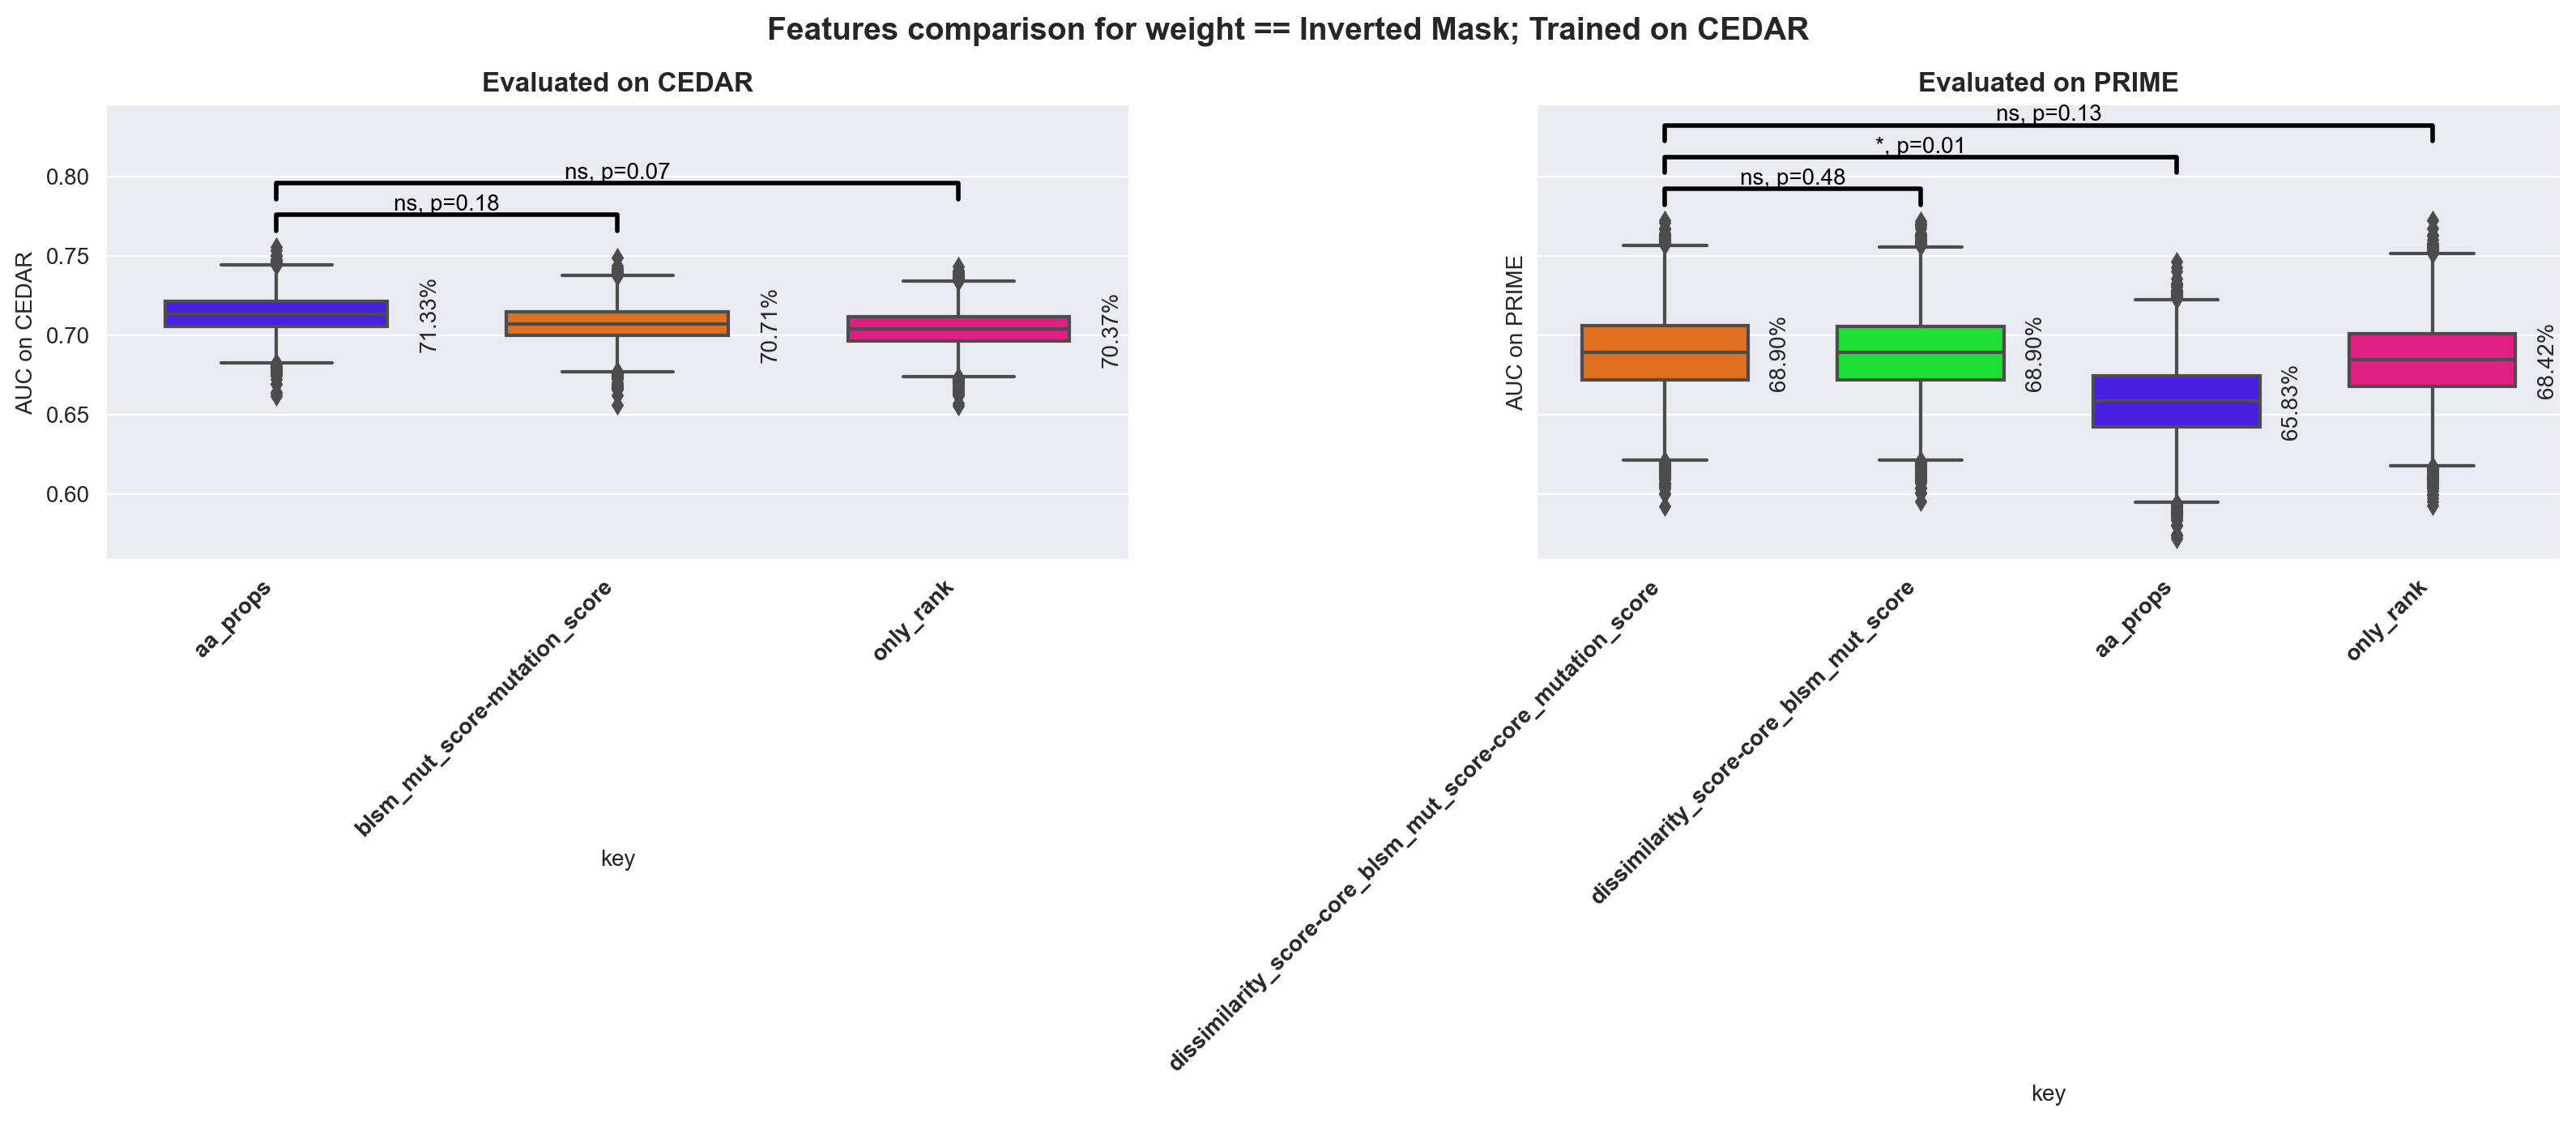 Features comparison for weight == Inverted Mask; Trained on CEDAR
Evaluated on CEDAR
AUC on CEDAR
0.80
0.75
0.70
0.65
0.60
ns, p=0.07
ns, p=0.18
71.33%
70.71%
70.37%
aa_props
blsm_mut_score-mutation_score
only_rank
key
Evaluated on PRIME
AUC on PRIME
ns, p=0.13
*, p=0.01
ns, p=0.48
68.90%
68.90%
65.83%
68.42%
dissimilarity_score-core_blsm_mut_score-core_mutation_score
dissimilarity_score-core_blsm_mut_score
aa_props
only_rank
key